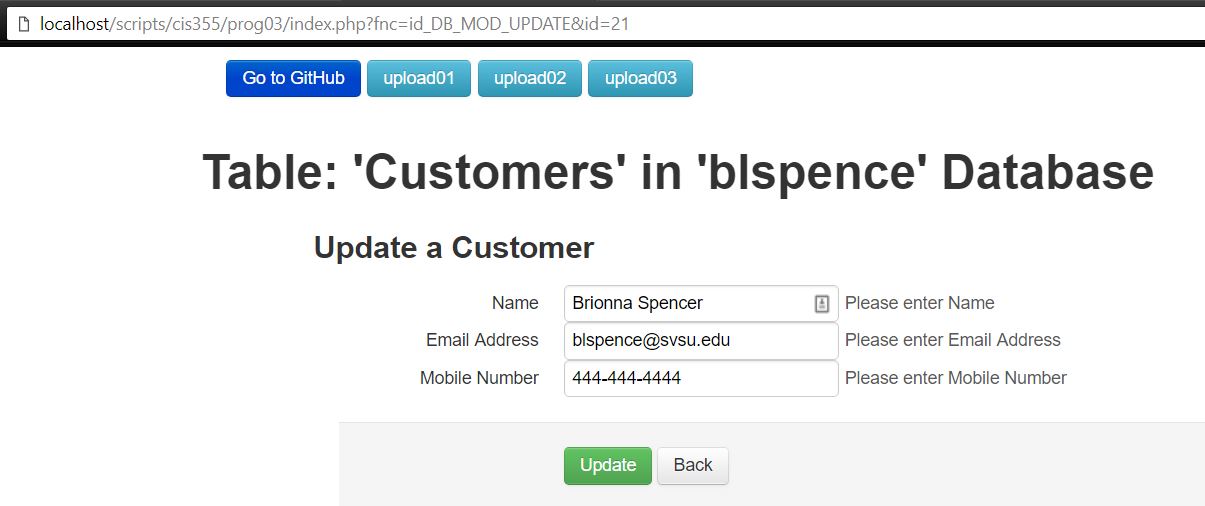 localhost/scripts/cis355/prog03/index.php?fnc=id_DB_MOD_UPDATE&id=21
Go to GitHub upload01 upload02 upload03
Table: 'Customers' in 'blspence' Database
Update a Customer
Name Brionna Spencer Please enter Name
Email Address blspence@svsu.edu Please enter Email Address
Mobile Number 444-444-4444 Please enter Mobile Number
Update Back